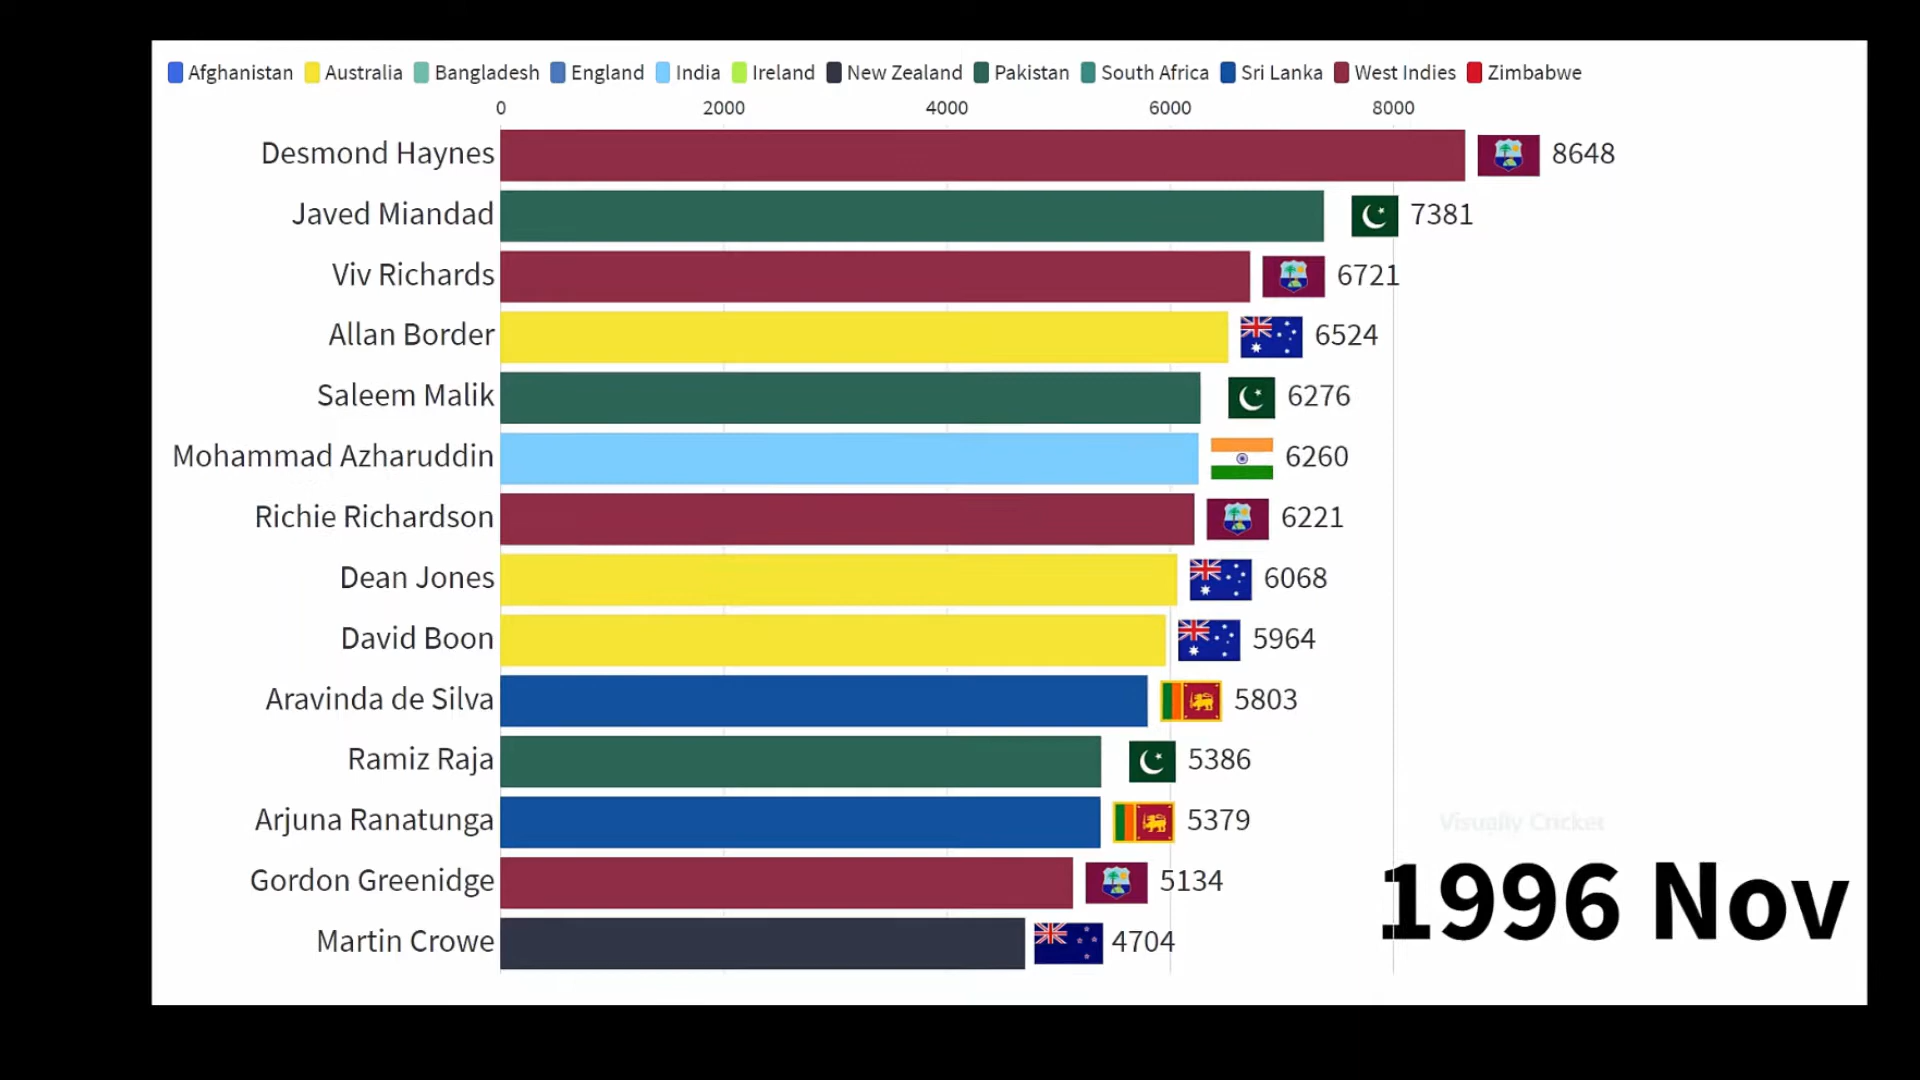 Afghanistan Australia Bangladesh England India Ireland New Zealand Pakistan South Africa Sri Lanka West Indies Zimbabwe
0 2000 4000 6000 8000
Desmond Haynes 8648
Javed Miandad 7381
Viv Richards 6721
Allan Border 6524
Saleem Malik 6276
Mohammad Azharuddin 6260
Richie Richardson 6221
Dean Jones 6068
David Boon 5964
Aravinda de Silva 5803
Ramiz Raja 5386
Arjuna Ranatunga 5379
Visually Cricket
Gordon Greenidge 5134
1996 Nov
Martin Crowe 4704